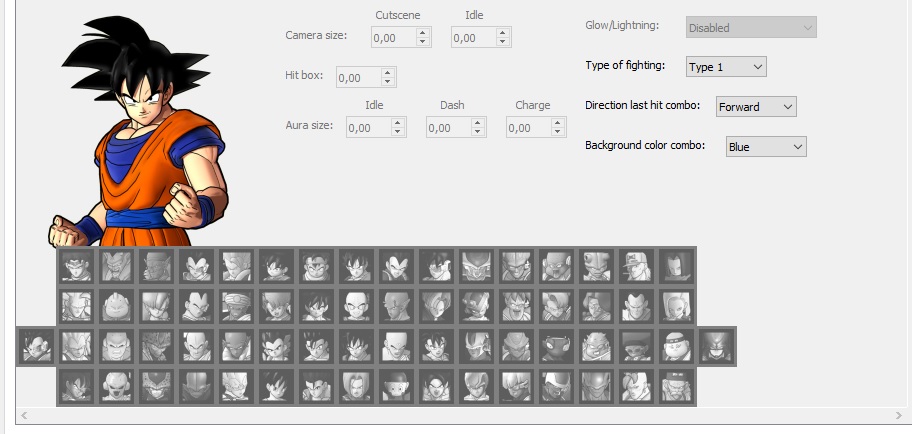 Cutscene Idle
Camera size: 0,00 0,00
Hit box: 0,00
Idle Dash Charge
Aura size: 0,00 0,00 0,00
Glow/Lightning: Disabled
Type of fighting: Type 1
Direction last hit combo: Forward
Background color combo: Blue